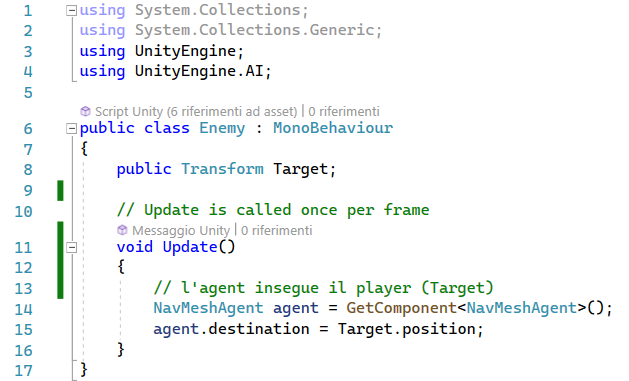 1 using System.Collections;
2 using System.Collections.Generic;
3 using UnityEngine;
4 using UnityEngine.AI;
5
Script Unity (6 riferimenti ad asset) | 0 riferimenti
6 public class Enemy : MonoBehaviour
7 {
8 public Transform Target;
9
10 // Update is called once per frame
Messaggio Unity | 0 riferimenti
11 void Update()
12 {
13 // l'agent insegue il player (Target)
14 NavMeshAgent agent = GetComponent<NavMeshAgent>();
15 agent.destination = Target.position;
16 }
17 }